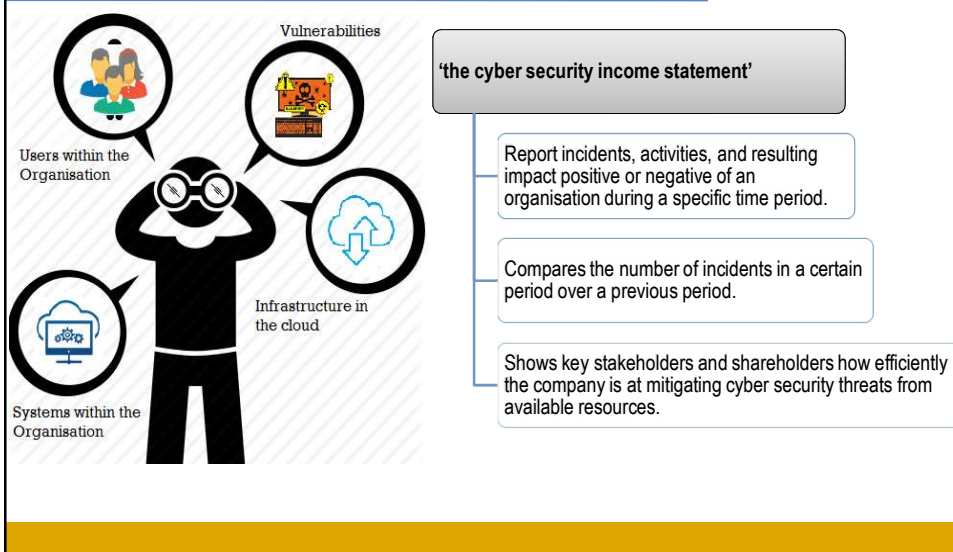 Vulnerabilities
Users within the
Organisation
Infrastructure in
the cloud
Systems within the
Organisation
‘the cyber security income statement’
Report incidents, activities, and resulting
impact positive or negative of an
organisation during a specific time period.
Compares the number of incidents in a certain
period over a previous period.
Shows key stakeholders and shareholders how efficiently
the company is at mitigating cyber security threats from
available resources.